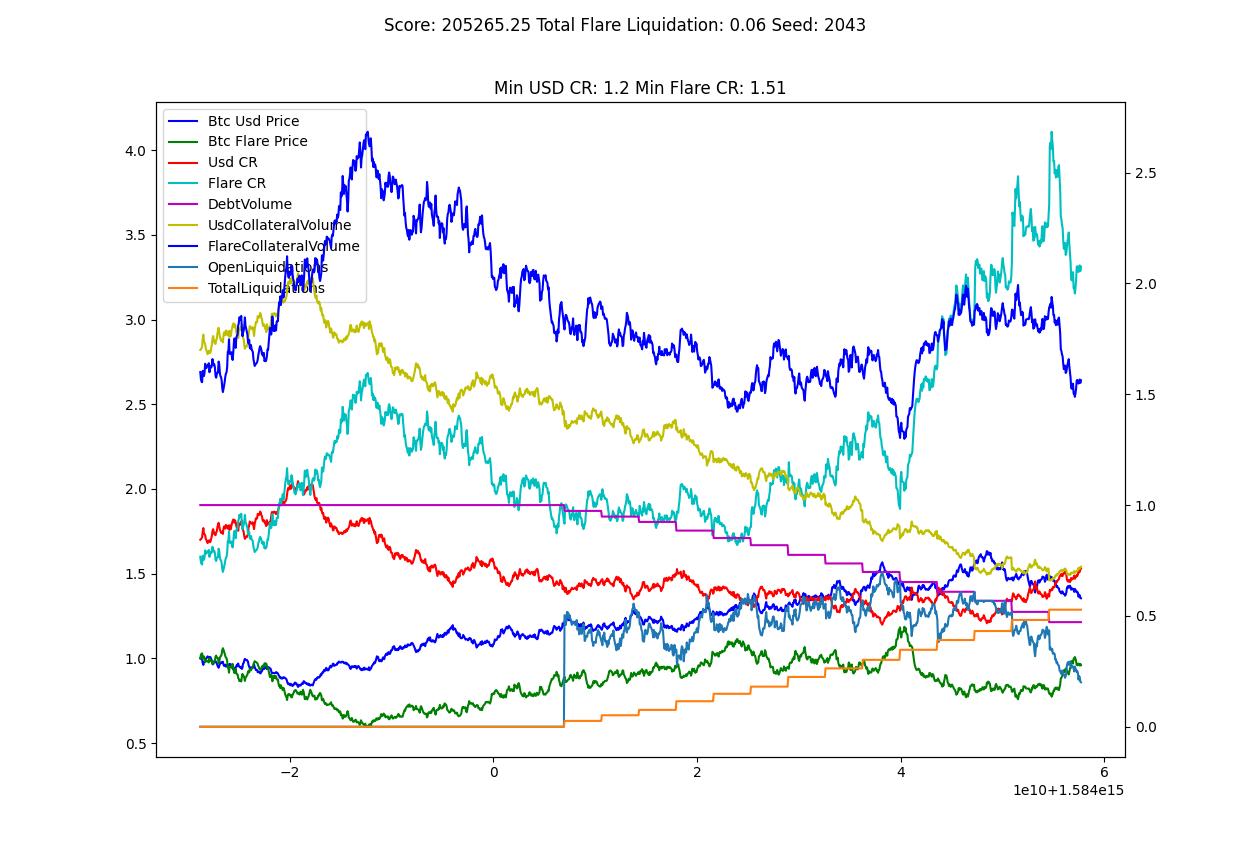 Score: 205265.25 Total Flare Liquidation: 0.06 Seed: 2043
Min USD CR: 1.2 Min Flare CR: 1.51
Btc Usd Price
Btc Flare Price
Usd CR
Flare CR
DebtVolume
UsdCollateralVolume
FlareCollateralVolume
OpenLiquidations
TotalLiquidations
4.0
3.5
3.0
2.5
2.0
1.5
1.0
0.5
2.5
2.0
1.5
1.0
0.5
0.0
−2
0
2
4
6
1e10+1.584e15